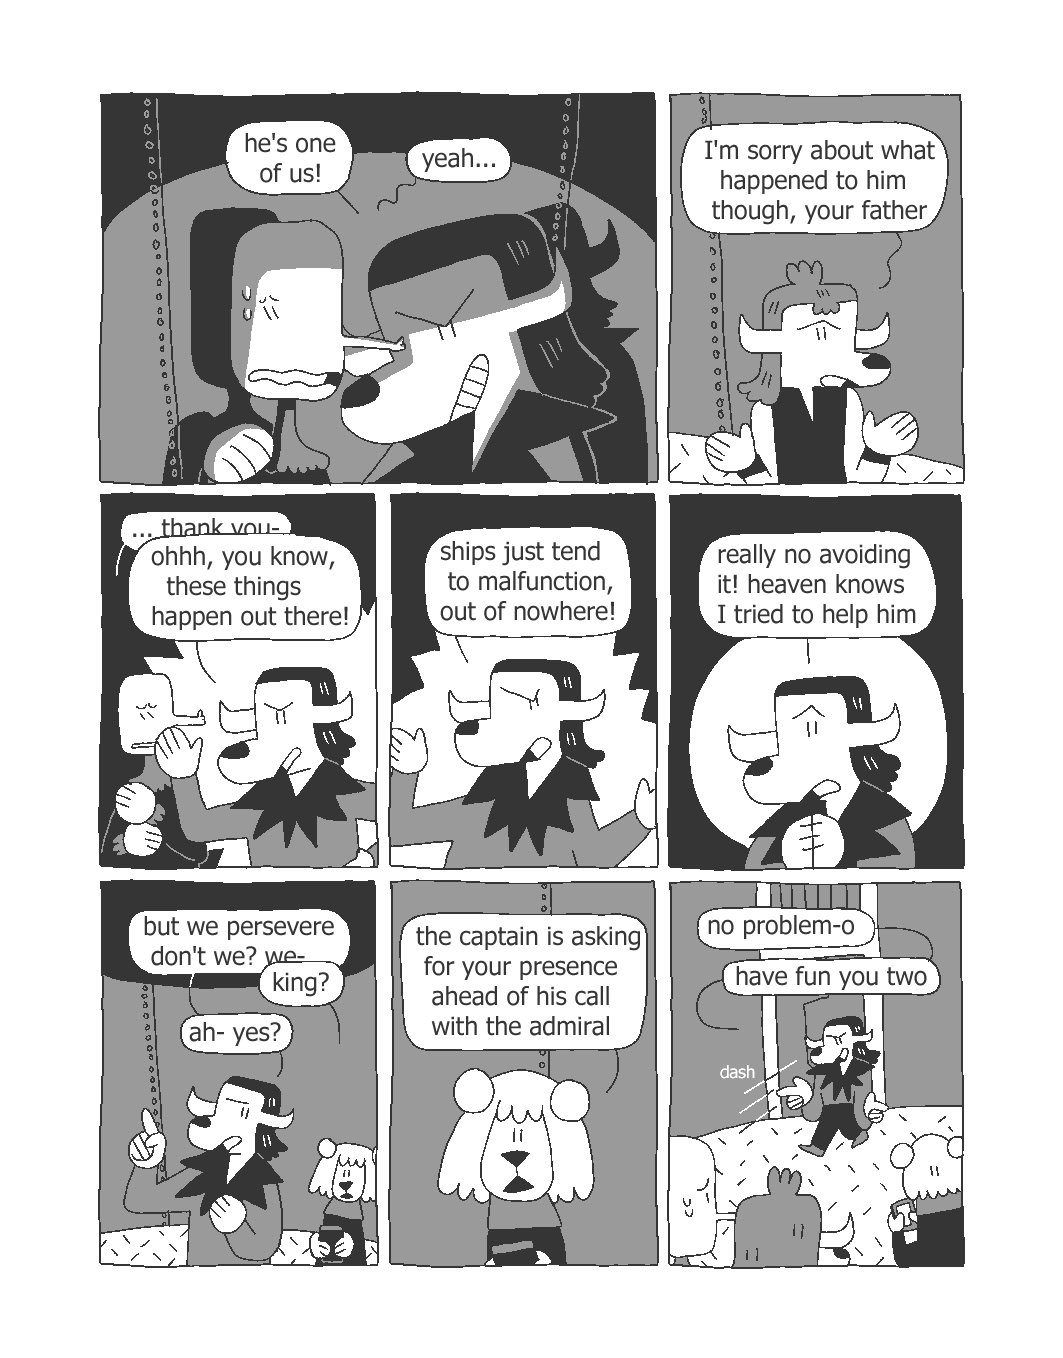 he's one
of us!
yeah...
I'm sorry about what
happened to him
though, your father
... thank you-
ohhh, you know,
these things
happen out there!
ships just tend
to malfunction,
out of nowhere!
really no avoiding
it! heaven knows
I tried to help him
but we persevere
don't we? we-
king?
ah- yes?
the captain is asking
for your presence
ahead of his call
with the admiral
no problem-o
have fun you two
dash